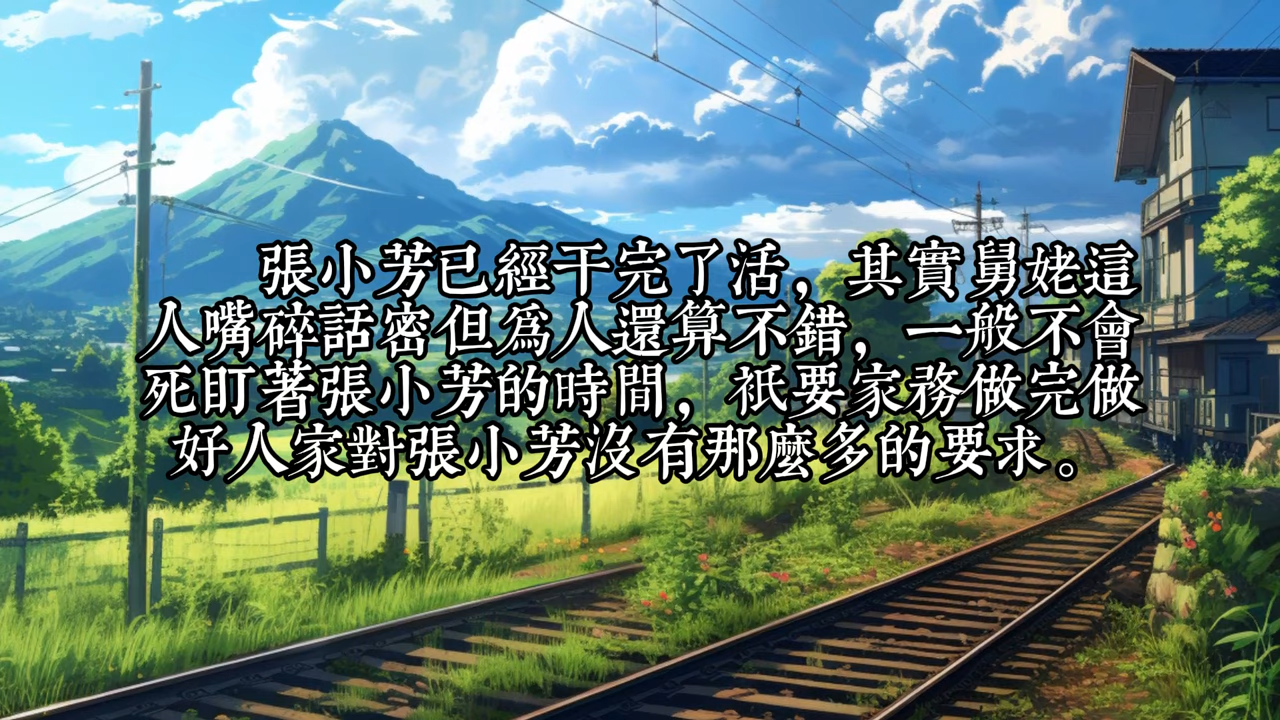 張小芳已經干完了活，其實舅姥這
人嘴碎話密但爲人還算不錯，一般不會
死盯著張小芳的時間，衹要家務做完做
好人家對張小芳沒有那麼多的要求。